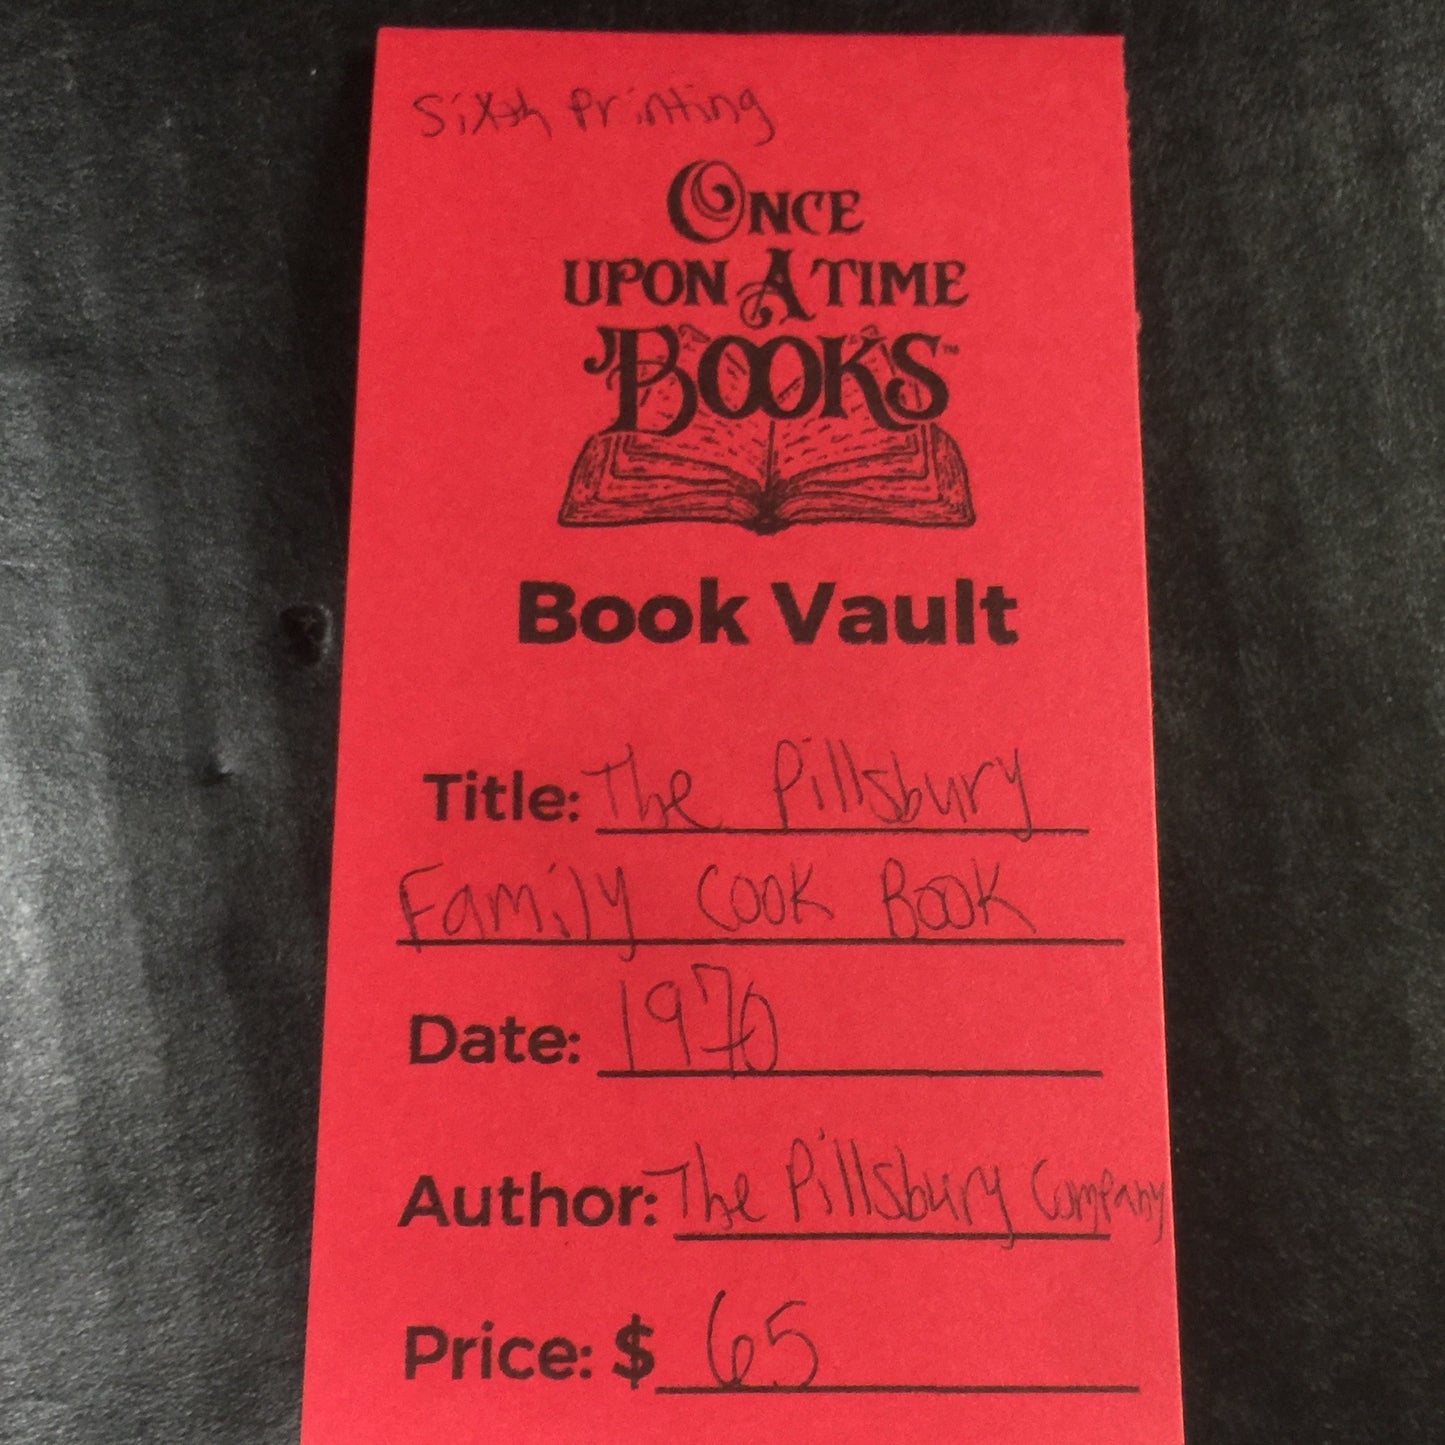 Sixth Printing
ONCE
UPON A TIME
BOOKS™
Book Vault
Title: The Pillsbury
Family Cook Book
Date: 1970
Author: The Pillsbury Company
Price: $ 65